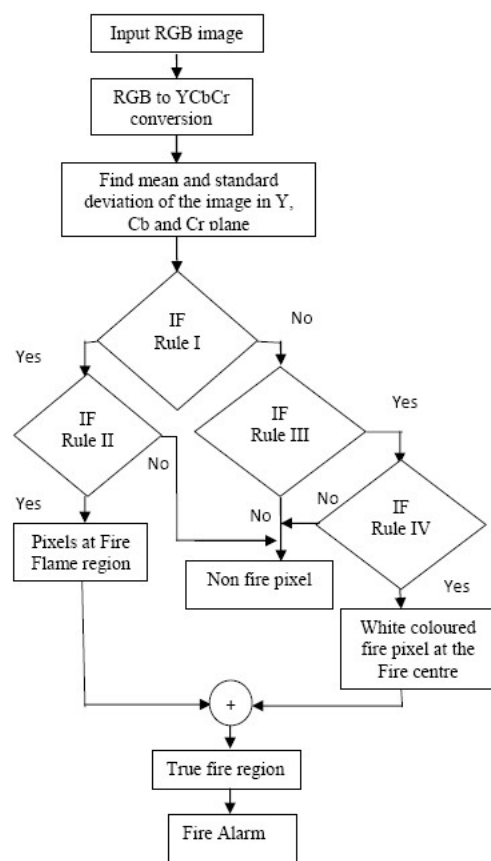 Input RGB image
RGB to YCbCr
conversion
Find mean and standard
deviation of the image in Y,
Cb and Cr plane
IF
Rule I
No
Yes
IF
Rule II
IF
Rule III
Yes
No
Yes
No
No
IF
Rule IV
Pixels at Fire
Flame region
Non fire pixel
Yes
White coloured
fire pixel at the
Fire centre
+
True fire region
Fire Alarm